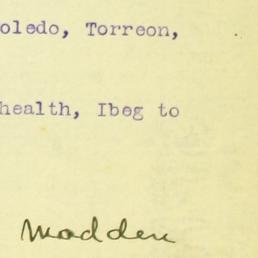 oledo, Torreon,
health, Ibeg to
Madden